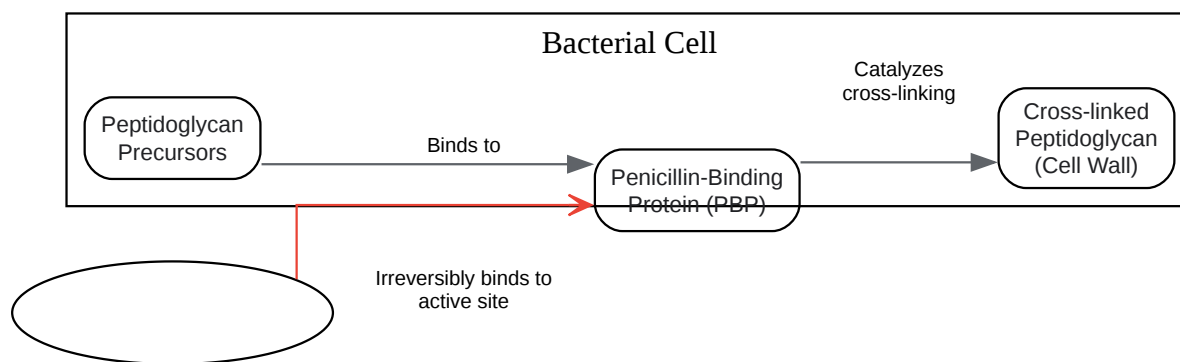 Bacterial Cell
Peptidoglycan
Precursors
Binds to
Catalyzes
cross-linking
Cross-linked
Peptidoglycan
(Cell Wall)
Penicillin-Binding
Protein (PBP)
Irreversibly binds to
active site